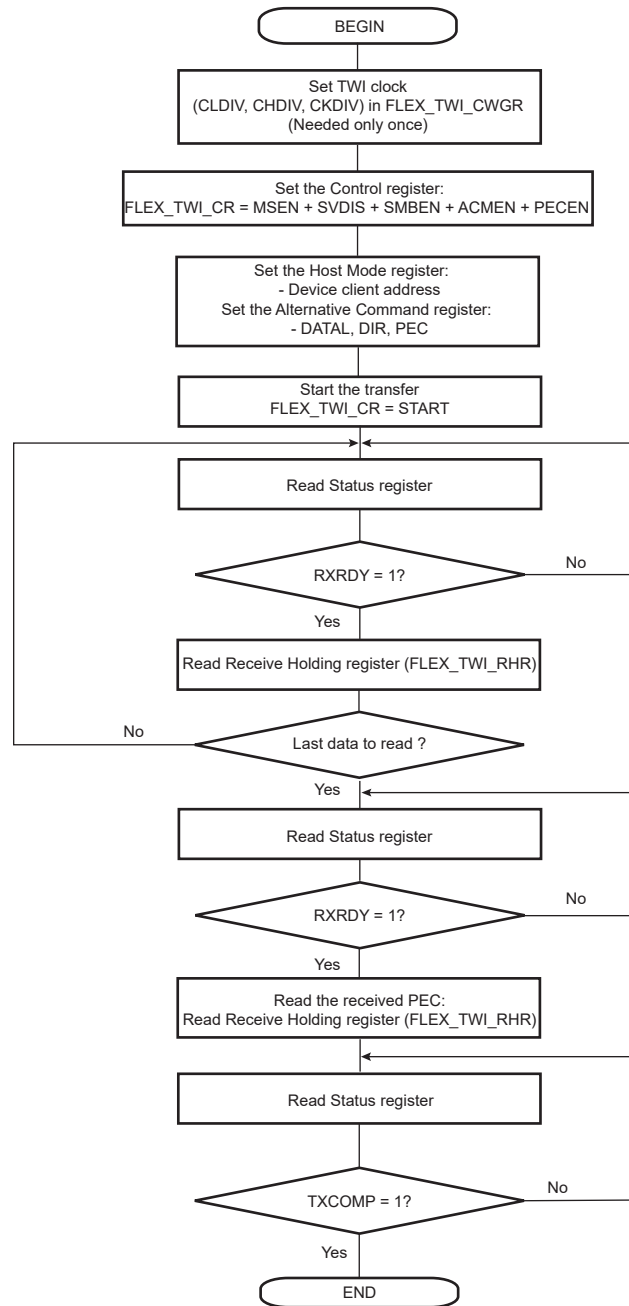 BEGIN
Set TWI clock
(CLDIV, CHDIV, CKDIV) in FLEX_TWI_CWGR
(Needed only once)
Set the Control register:
FLEX_TWI_CR = MSEN + SVDIS + SMBEN + ACMEN + PECEN
Set the Host Mode register:
- Device client address
Set the Alternative Command register:
- DATAL, DIR, PEC
Start the transfer
FLEX_TWI_CR = START
Read Status register
RXRDY = 1?
No
Yes
Read Receive Holding register (FLEX_TWI_RHR)
No
Last data to read ?
Yes
Read Status register
RXRDY = 1?
No
Yes
Read the received PEC:
Read Receive Holding register (FLEX_TWI_RHR)
Read Status register
TXCOMP = 1?
No
Yes
END